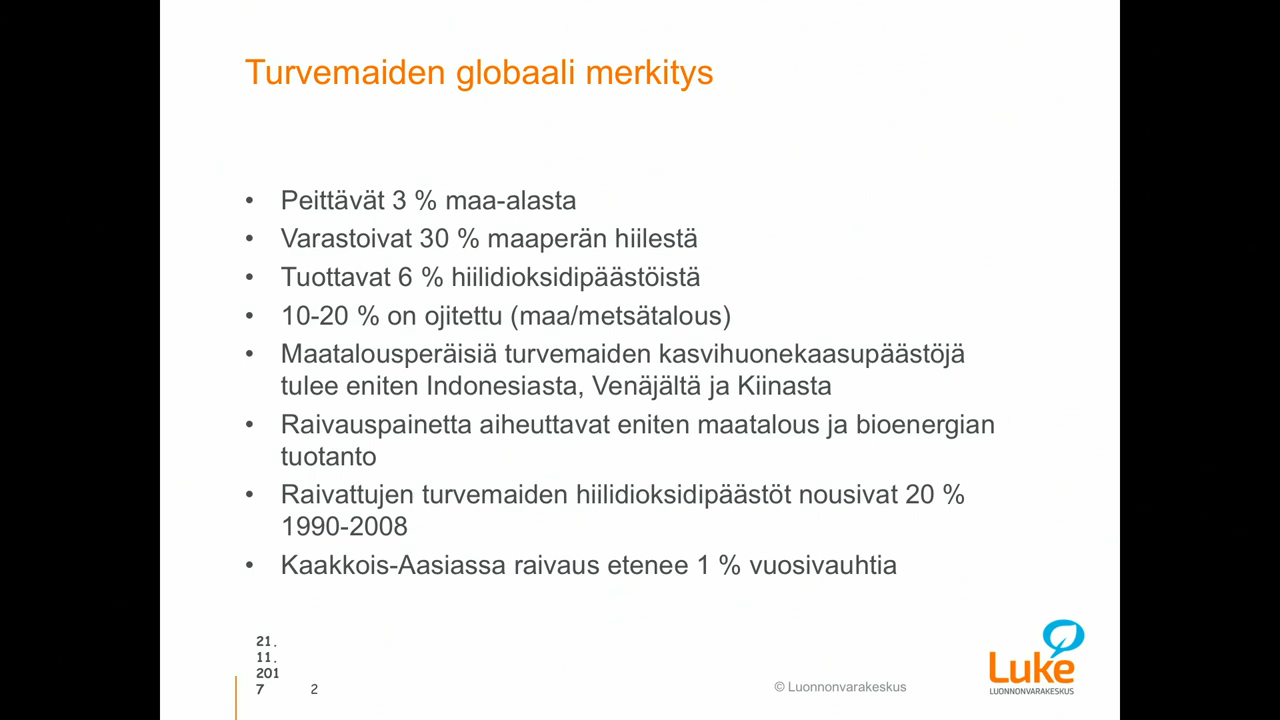 Turvemaiden globaali merkitys
• Peittävät 3 % maa-alasta
• Varastoivat 30 % maaperän hiilestä
• Tuottavat 6 % hiilidioksidipäästöistä
• 10-20 % on ojitettu (maa/metsätalous)
• Maatalousperäisiä turvemaiden kasvihuonekaasupäästöjä
tulee eniten Indonesiasta, Venäjältä ja Kiinasta
• Raivauspainetta aiheuttavat eniten maatalous ja bioenergian
tuotanto
• Raivattujen turvemaiden hiilidioksidipäästöt nousivat 20 %
1990-2008
• Kaakkois-Aasiassa raivaus etenee 1 % vuosivauhtia
21.
11.
201
7
2
© Luonnonvarakeskus
Luke
LUONNONVARAKESKUS